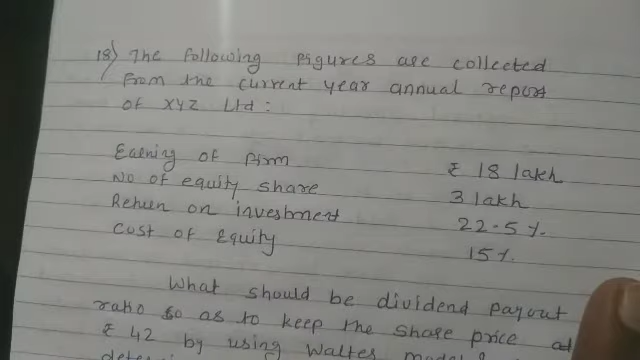 18) The following figures are collected
from the current year annual report
of XYZ Ltd :
Earning of firm ₹ 18 lakh
No of equity share 3 lakh
Return on investment 22.5 %.
Cost of Equity 15 %.
What should be dividend payout
ratio so as to keep the share price at
₹ 42 by using Walter